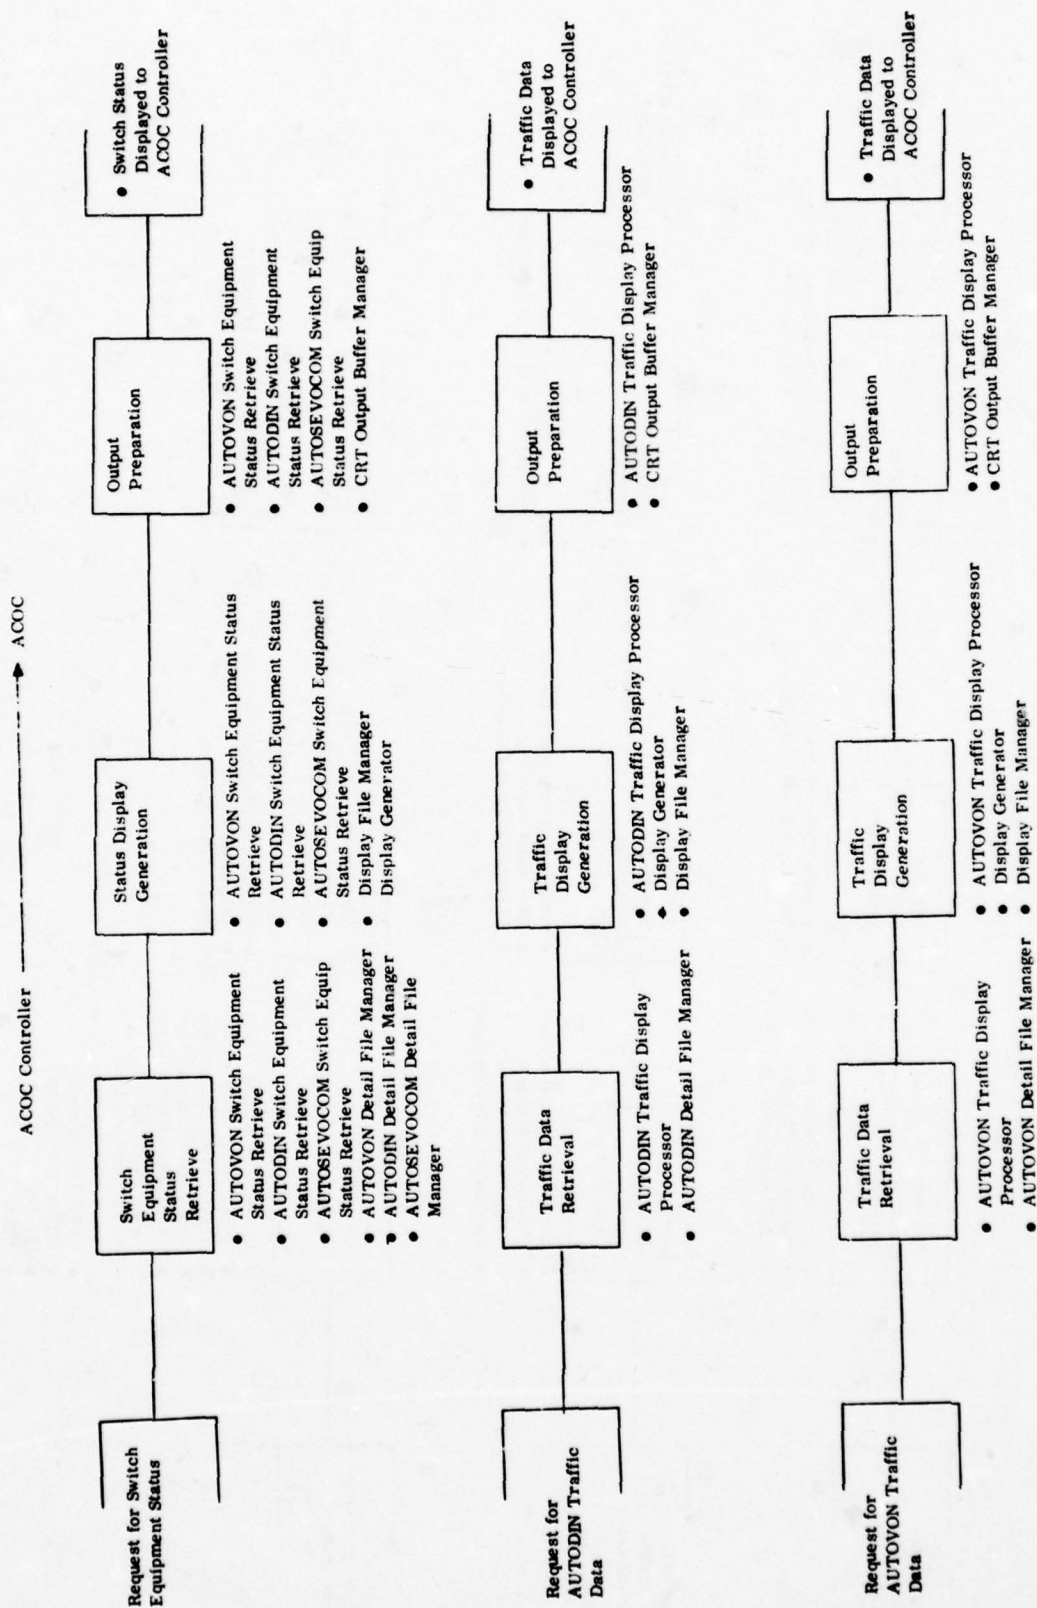 ACOC Controller
ACOC
Request for Switch
Equipment Status
Switch
Equipment
Status
Retrieve
● AUTOVON Switch Equipment
Status Retrieve
● AUTODIN Switch Equipment
Status Retrieve
● AUTOSEVOCOM Switch Equip
Status Retrieve
● AUTOVON Detail File Manager
● AUTODIN Detail File Manager
● AUTOSEVOCOM Detail File
Manager
Status Display
Generation
● AUTOVON Switch Equipment Status
Retrieve
● AUTODIN Switch Equipment Status
Retrieve
● AUTOSEVOCOM Switch Equipment
Status Retrieve
● Display File Manager
Display Generator
Output
Preparation
● AUTOVON Switch Equipment
Status Retrieve
● AUTODIN Switch Equipment
Status Retrieve
● AUTOSEVOCOM Switch Equip
Status Retrieve
● CRT Output Buffer Manager
● Switch Status
Displayed to
ACOC Controller
Request for
AUTODIN Traffic
Data
Traffic Data
Retrieval
● AUTODIN Traffic Display
Processor
● AUTODIN Detail File Manager
Traffic
Display
Generation
● AUTODIN Traffic Display Processor
● Display Generator
● Display File Manager
Output
Preparation
● AUTODIN Traffic Display Processor
● CRT Output Buffer Manager
● Traffic Data
Displayed to
ACOC Controller
Request for
AUTOVON Traffic
Data
Traffic Data
Retrieval
● AUTOVON Traffic Display
Processor
● AUTOVON Detail File Manager
Traffic
Display
Generation
● AUTOVON Traffic Display Processor
● Display Generator
● Display File Manager
Output
Preparation
● AUTOVON Traffic Display Processor
● CRT Output Buffer Manager
● Traffic Data
Displayed to
ACOC Controller